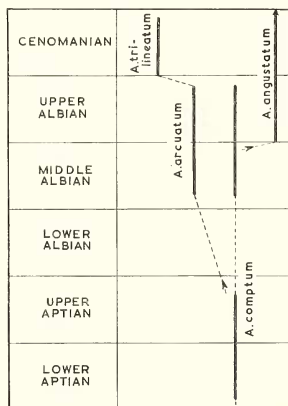 CENOMANIAN
A.tri-
lineatum
UPPER
ALBIAN
A.arcuatum
A.angustatum
MIDDLE
ALBIAN
LOWER
ALBIAN
UPPER
APTIAN
A.comptum
LOWER
APTIAN